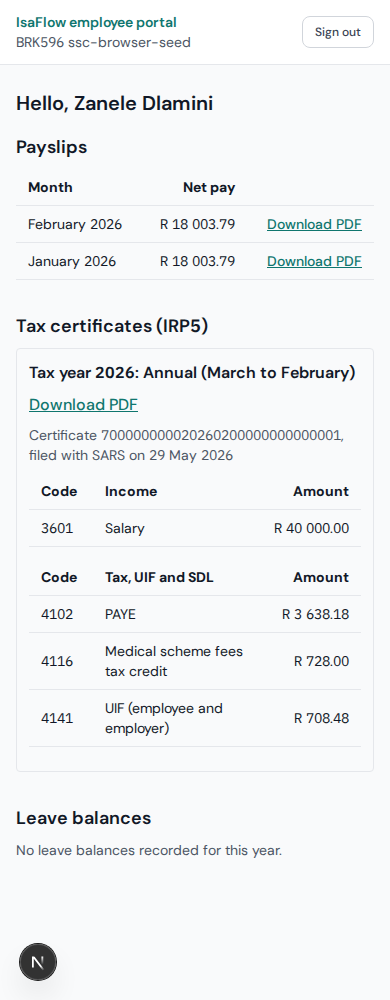 IsaFlow employee portal
BRK596 ssc-browser-seed
Sign out
Hello, Zanele Dlamini
Payslips
Month Net pay
February 2026 R 18 003.79 Download PDF
January 2026 R 18 003.79 Download PDF
Tax certificates (IRP5)
Tax year 2026: Annual (March to February)
Download PDF
Certificate 700000000020260200000000000001,
filed with SARS on 29 May 2026
Code Income Amount
3601 Salary R 40 000.00
Code Tax, UIF and SDL Amount
4102 PAYE R 3 638.18
4116 Medical scheme fees tax credit R 728.00
4141 UIF (employee and employer) R 708.48
Leave balances
No leave balances recorded for this year.
N